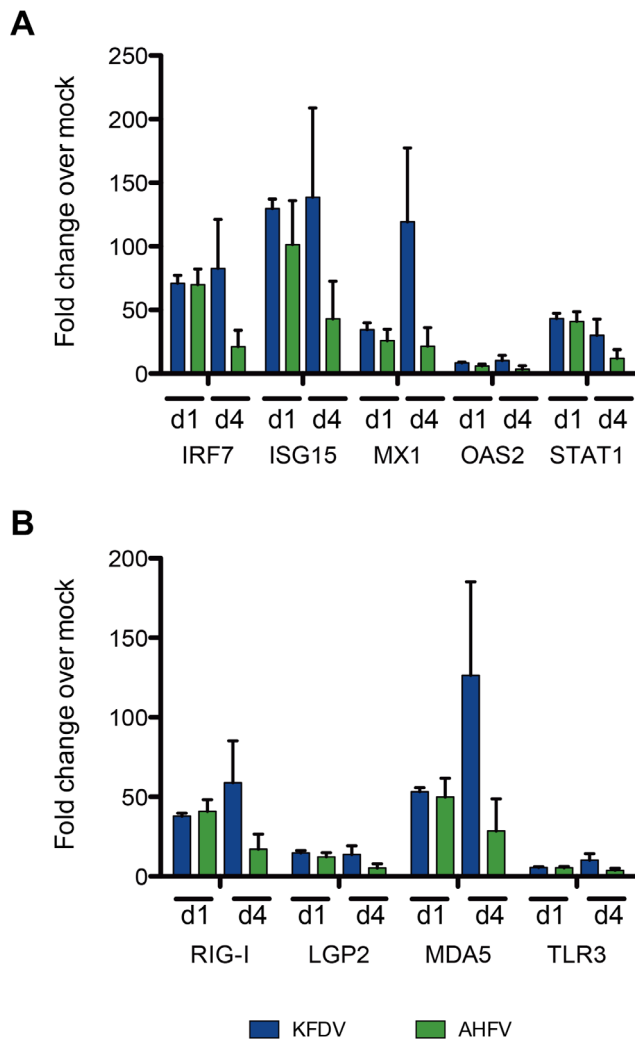 A
Fold change over mock
250
200
150
100
50
0
d1 d4 d1 d4 d1 d4 d1 d4 d1 d4
IRF7 ISG15 MX1 OAS2 STAT1
B
Fold change over mock
200
150
100
50
0
d1 d4 d1 d4 d1 d4 d1 d4
RIG-I LGP2 MDA5 TLR3
KFDV AHFV